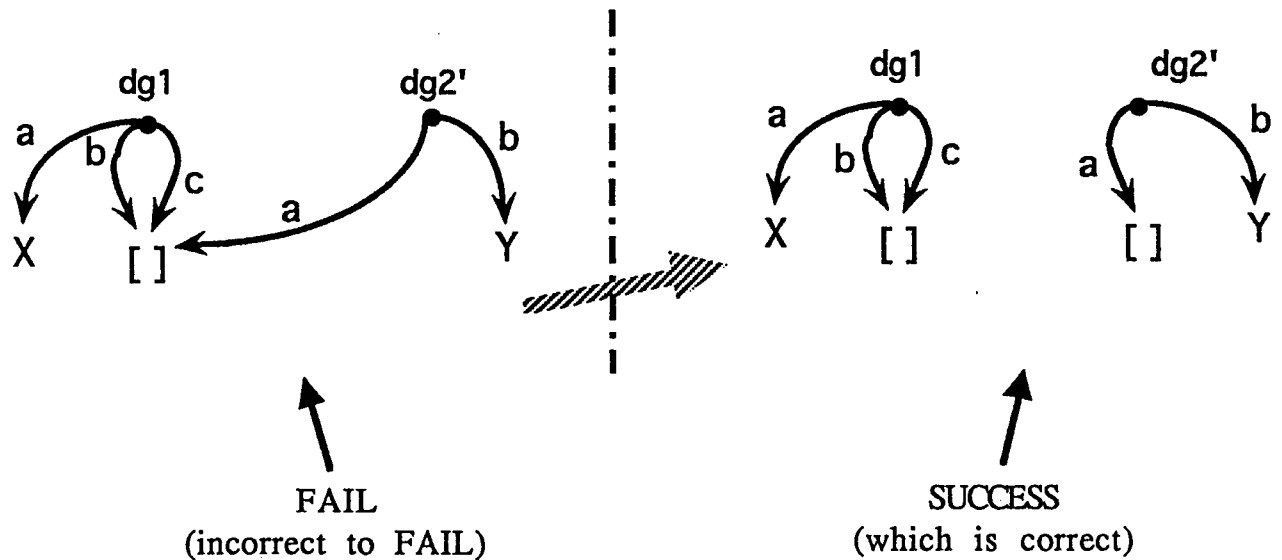 dg1 dg2'
a b c a b
X [ ] Y
dg1 dg2'
a b c a b
X [ ] [ ] Y
FAIL
(incorrect to FAIL)
SUCCESS
(which is correct)